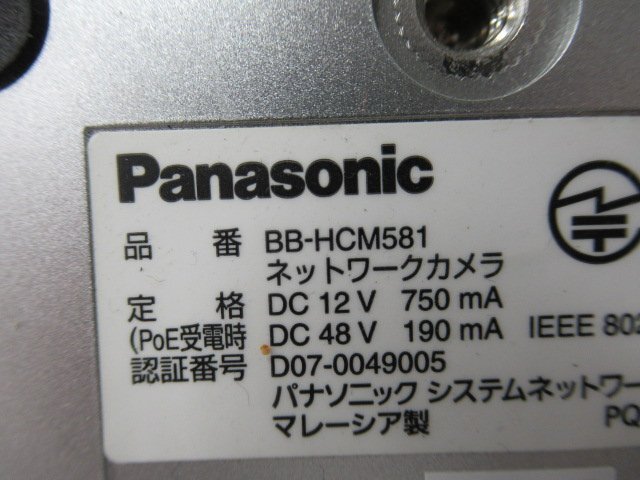 Panasonic
品 番 BB-HCM581
ネットワークカメラ
定 格 DC 12 V 750 mA
(PoE受電時 DC 48 V 190 mA IEEE 802
認証番号 D07-0049005
パナソニック システムネットワー
マレーシア製 PQ